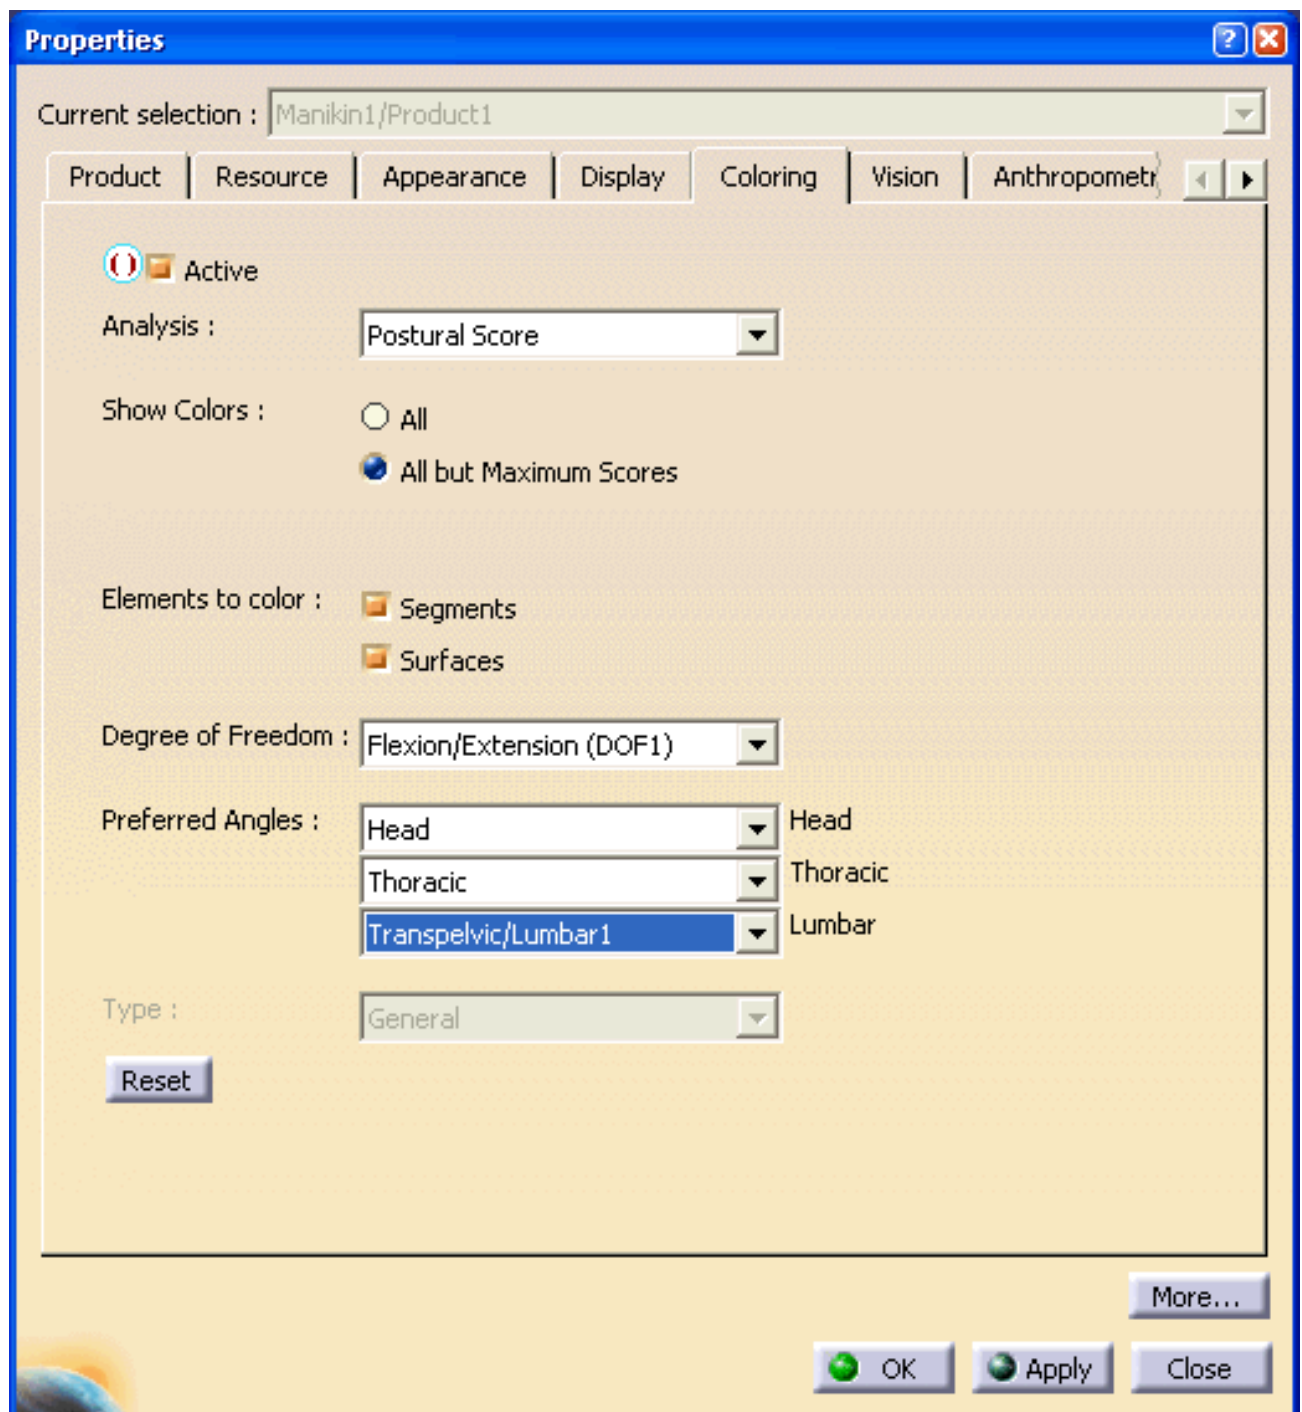 Properties
Current selection : Manikin1/Product1
Product Resource Appearance Display Coloring Vision Anthropometr
Active
Analysis : Postural Score
Show Colors : All
All but Maximum Scores
Elements to color : Segments
Surfaces
Degree of Freedom : Flexion/Extension (DOF1)
Preferred Angles : Head Head
Thoracic Thoracic
Transpelvic/Lumbar1 Lumbar
Type : General
Reset
More...
OK Apply Close